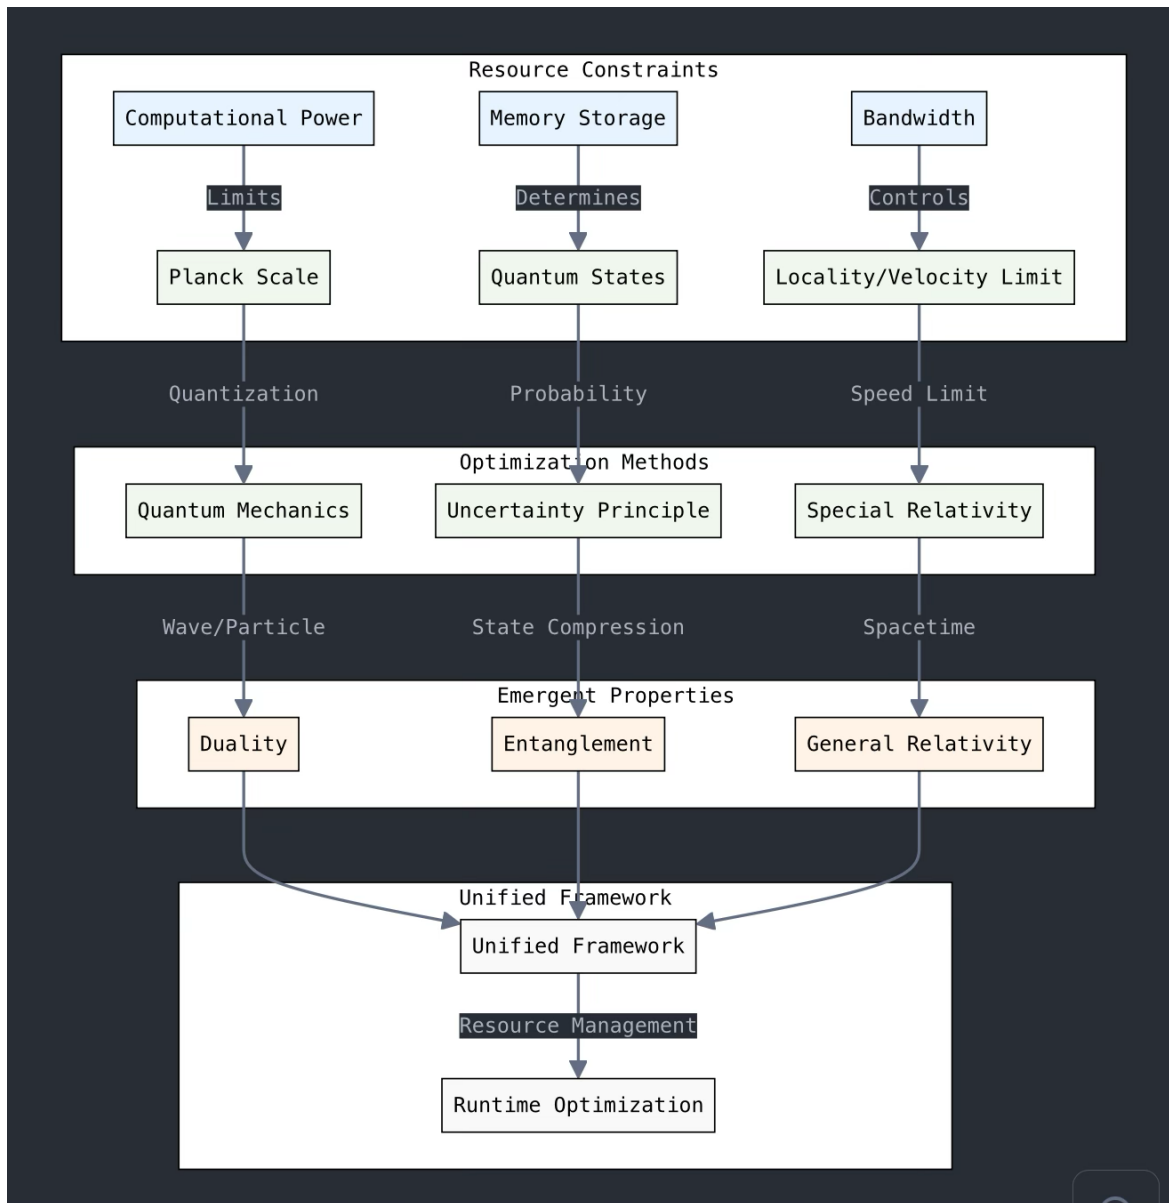 Resource Constraints
Computational Power
Memory Storage
Bandwidth
Limits
Determines
Controls
Planck Scale
Quantum States
Locality/Velocity Limit
Quantization
Probability
Speed Limit
Optimization Methods
Quantum Mechanics
Uncertainty Principle
Special Relativity
Wave/Particle
State Compression
Spacetime
Emergent Properties
Duality
Entanglement
General Relativity
Unified Framework
Unified Framework
Resource Management
Runtime Optimization